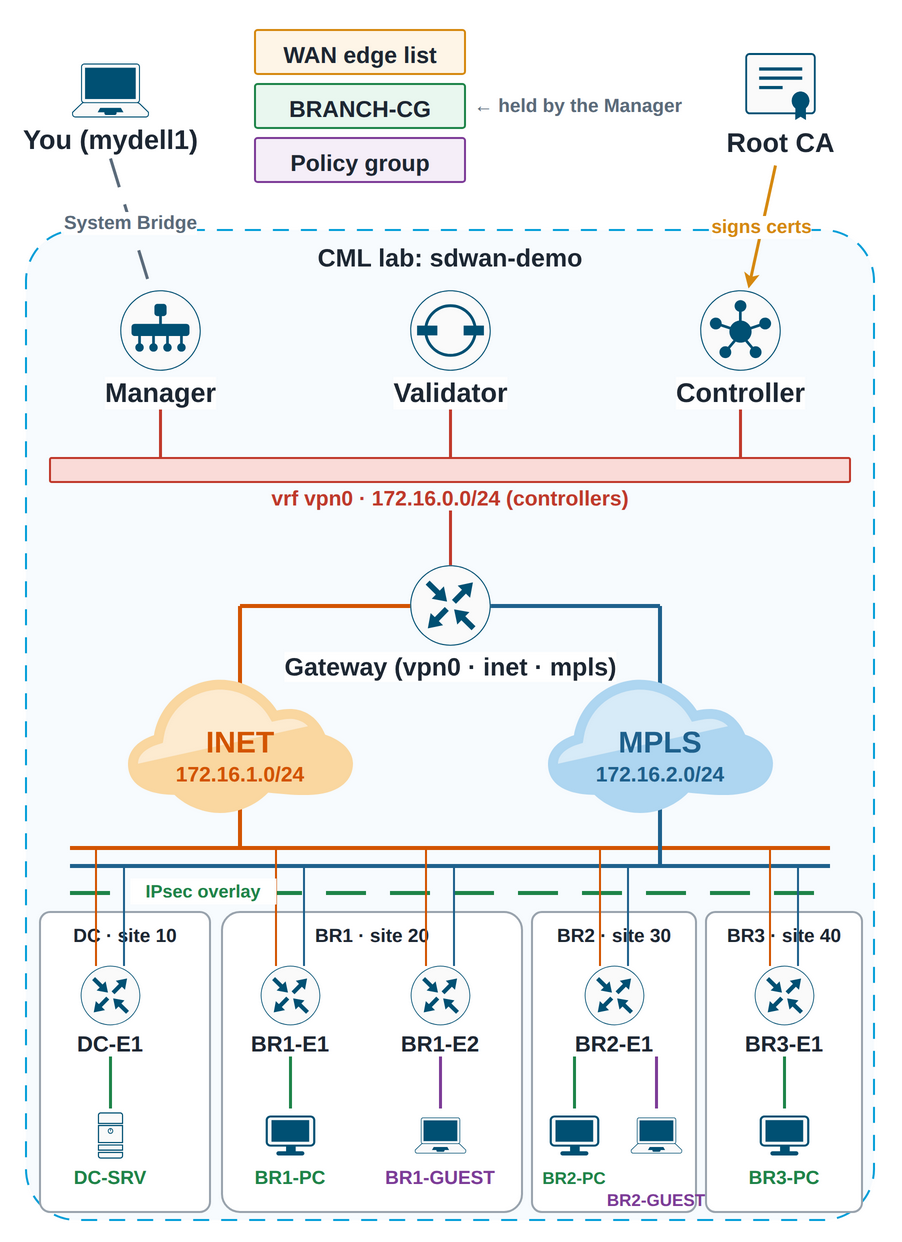 WAN edge list
BRANCH-CG
← held by the Manager
Policy group
You (mydell1)
Root CA
System Bridge
signs certs
CML lab: sdwan-demo
Manager
Validator
Controller
vrf vpn0 · 172.16.0.0/24 (controllers)
Gateway (vpn0 · inet · mpls)
INET
172.16.1.0/24
MPLS
172.16.2.0/24
IPsec overlay
DC · site 10
BR1 · site 20
BR2 · site 30
BR3 · site 40
DC-E1
BR1-E1
BR1-E2
BR2-E1
BR3-E1
DC-SRV
BR1-PC
BR1-GUEST
BR2-PC
BR2-GUEST
BR3-PC